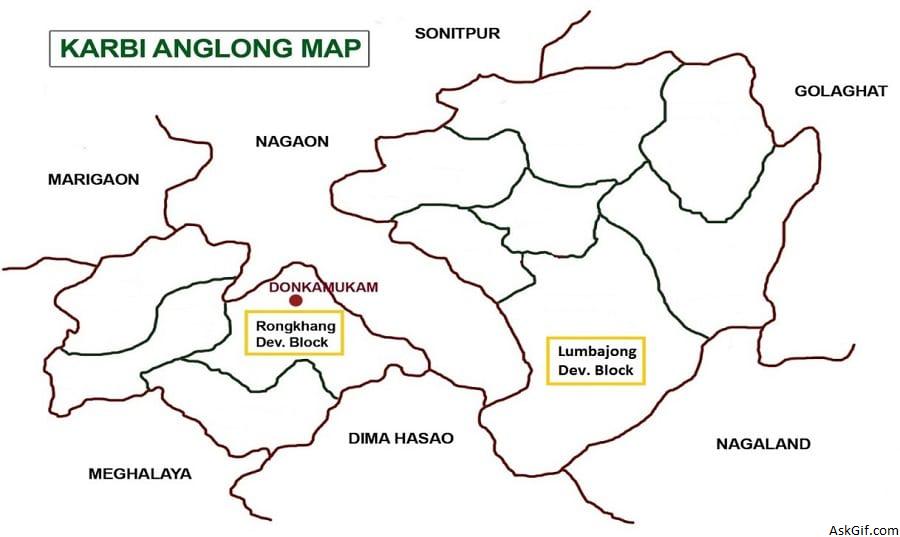 KARBI ANGLONG MAP
SONITPUR
GOLAGHAT
NAGAON
MARIGAON
DONKAMUKAM
Rongkhang
Dev. Block
Lumbajong
Dev. Block
DIMA HASAO
NAGALAND
MEGHALAYA
AskGif.com